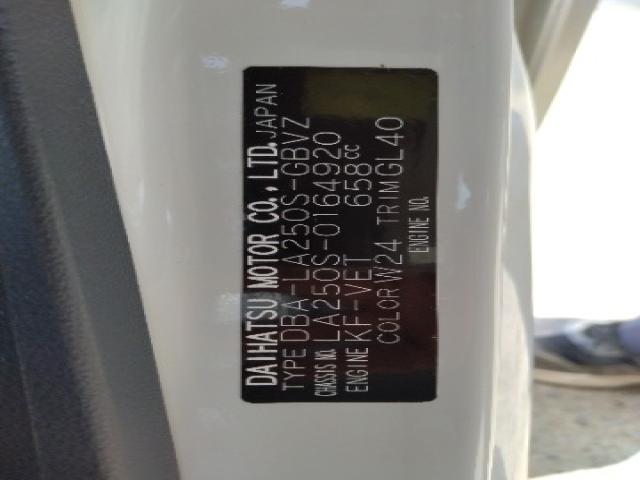 DAIHATSU MOTOR CO., LTD. JAPAN
TYPE DBA-LA250S-GBVZ
CHASSIS NO. LA250S-0164920
ENGINE KF-VET 658cc
COLOR W24 TRIM GL40
ENGINE NO.